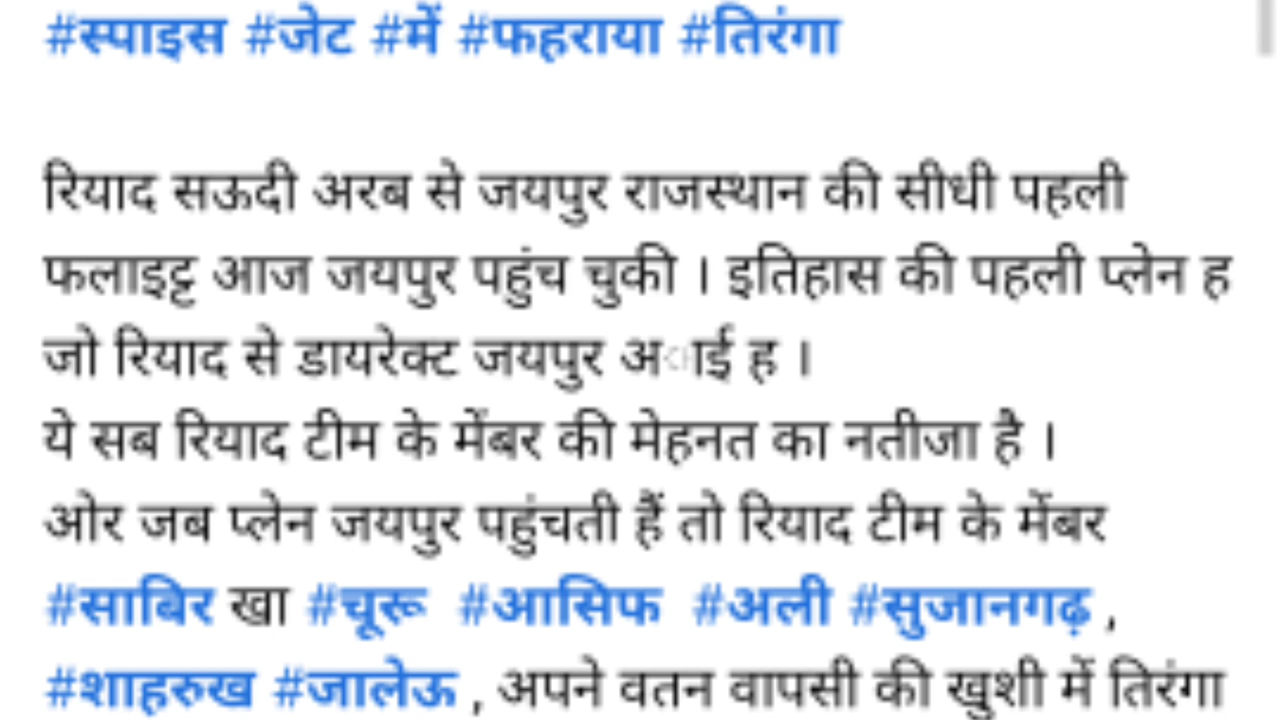 #स्पाइस #जेट #में #फहराया #तिरंगा
रियाद सऊदी अरब से जयपुर राजस्थान की सीधी पहली
फलाइट्ट आज जयपुर पहुंच चुकी । इतिहास की पहली प्लेन ह
जो रियाद से डायरेक्ट जयपुर अाई ह ।
ये सब रियाद टीम के मेंबर की मेहनत का नतीजा है ।
ओर जब प्लेन जयपुर पहुंचती हैं तो रियाद टीम के मेंबर
#साबिर खा #चूरू #आसिफ #अली #सुजानगढ़ ,
#शाहरुख #जालेऊ , अपने वतन वापसी की खुशी में तिरंगा